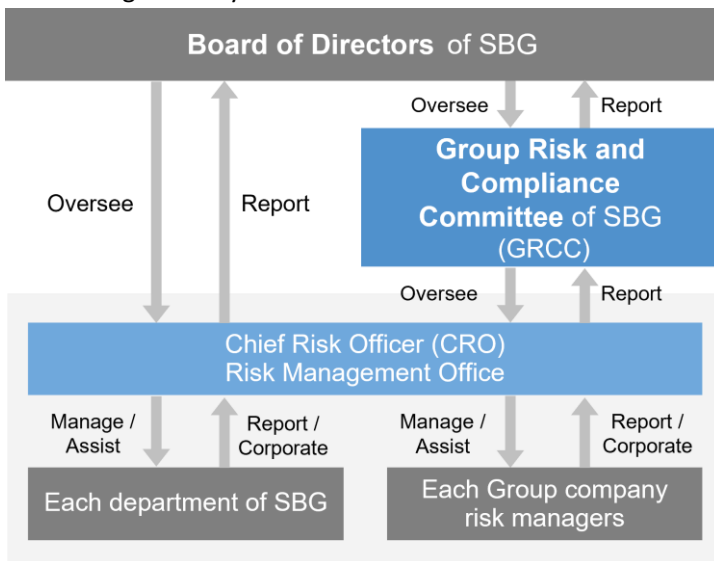 Board of Directors of SBG
Oversee
Report
Oversee
Report
Group Risk and
Compliance
Committee of SBG
(GRCC)
Oversee
Report
Chief Risk Officer (CRO)
Risk Management Office
Manage /
Assist
Report /
Corporate
Manage /
Assist
Report /
Corporate
Each department of SBG
Each Group company
risk managers